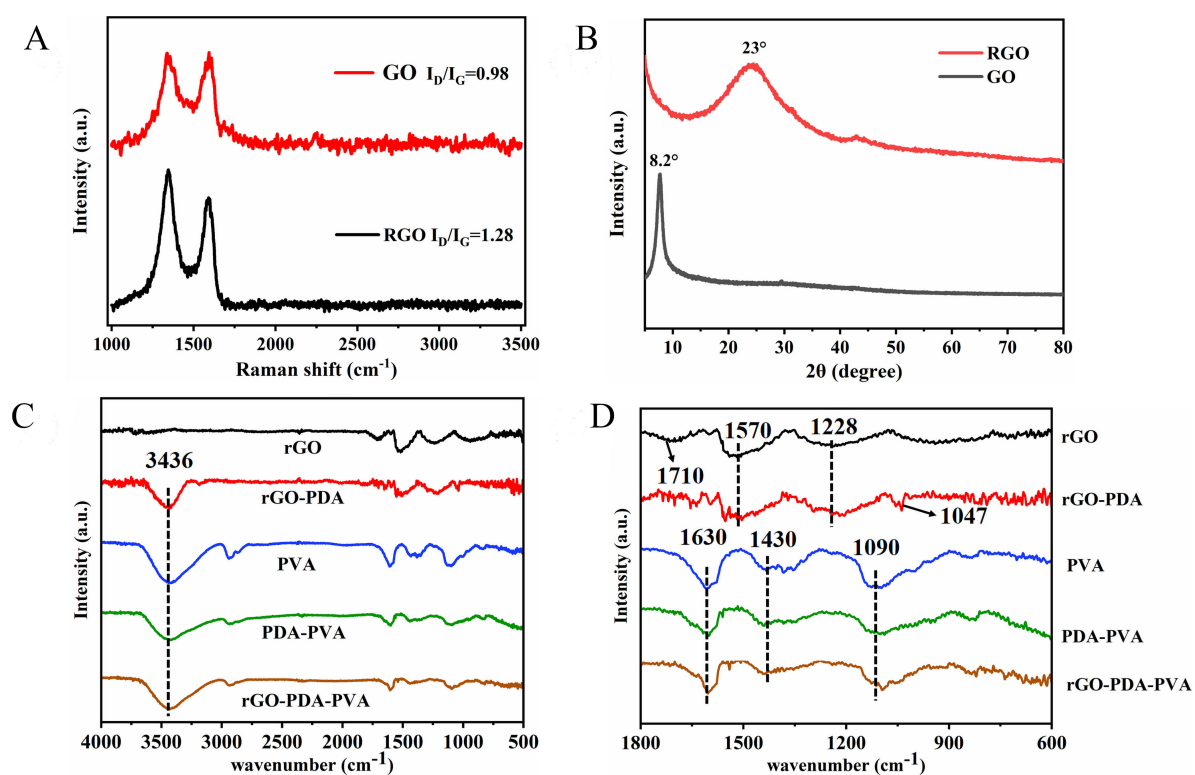 A
GO I_D/I_G=0.98
RGO I_D/I_G=1.28
Intensity (a.u.)
1000 1500 2000 2500 3000 3500
Raman shift (cm⁻¹)
B
23°
RGO
GO
8.2°
Intensity (a.u.)
10 20 30 40 50 60 70 80
2θ (degree)
C
rGO
3436
rGO-PDA
PVA
PDA-PVA
rGO-PDA-PVA
Intensity (a.u.)
4000 3500 3000 2500 2000 1500 1000 500
wavenumber (cm⁻¹)
D
1570 1228
rGO
1710
rGO-PDA
1047
1630 1430 1090
PVA
PDA-PVA
rGO-PDA-PVA
Intensity (a.u.)
1800 1500 1200 900 600
wavenumber (cm⁻¹)